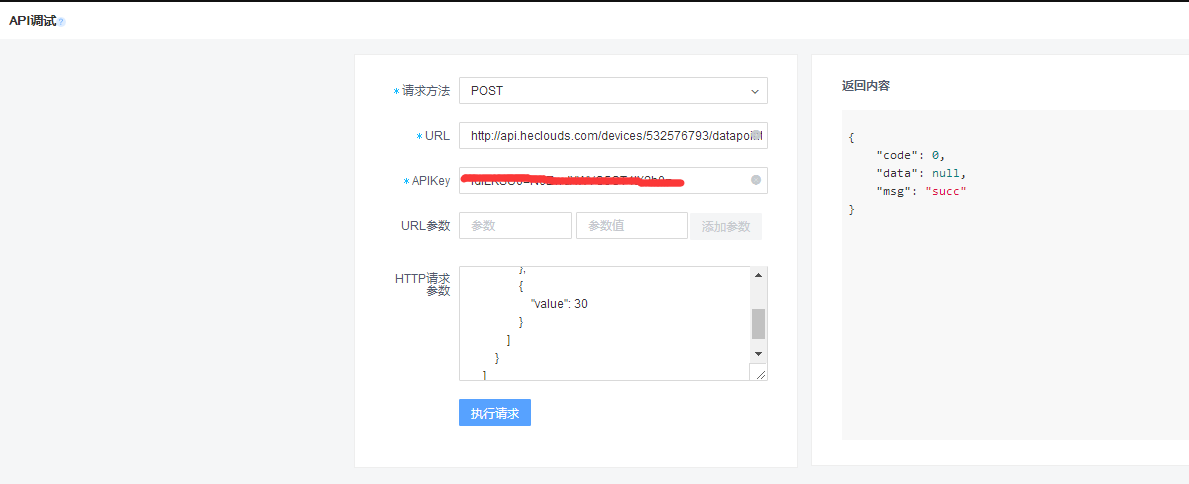 API调试?
*请求方法 POST
*URL http://api.heclouds.com/devices/532576793/datapoint
*APIKey
URL参数 参数 参数值 添加参数
HTTP请求
参数
},
{
"value": 30
}
]
}
]
执行请求
返回内容
{
"code": 0,
"data": null,
"msg": "succ"
}